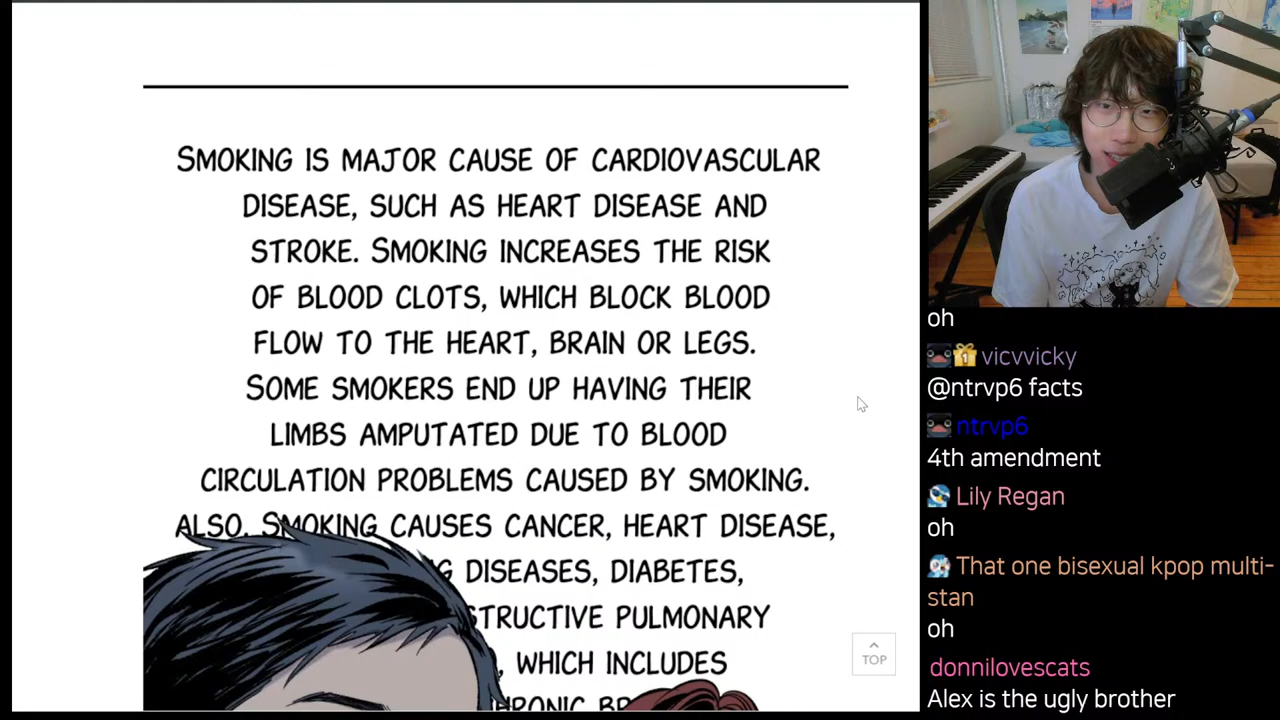 SMOKING IS MAJOR CAUSE OF CARDIOVASCULAR
DISEASE, SUCH AS HEART DISEASE AND
STROKE. SMOKING INCREASES THE RISK
OF BLOOD CLOTS, WHICH BLOCK BLOOD
FLOW TO THE HEART, BRAIN OR LEGS.
SOME SMOKERS END UP HAVING THEIR
LIMBS AMPUTATED DUE TO BLOOD
CIRCULATION PROBLEMS CAUSED BY SMOKING.
ALSO, SMOKING CAUSES CANCER, HEART DISEASE,
DISEASES, DIABETES,
PULMONARY
, WHICH INCLUDES
TOP
oh
1 vicvvicky
@ntrvp6 facts
ntrvp6
4th amendment
Lily Regan
oh
That one bisexual kpop multi-
stan
oh
donnilovescats
Alex is the ugly brother